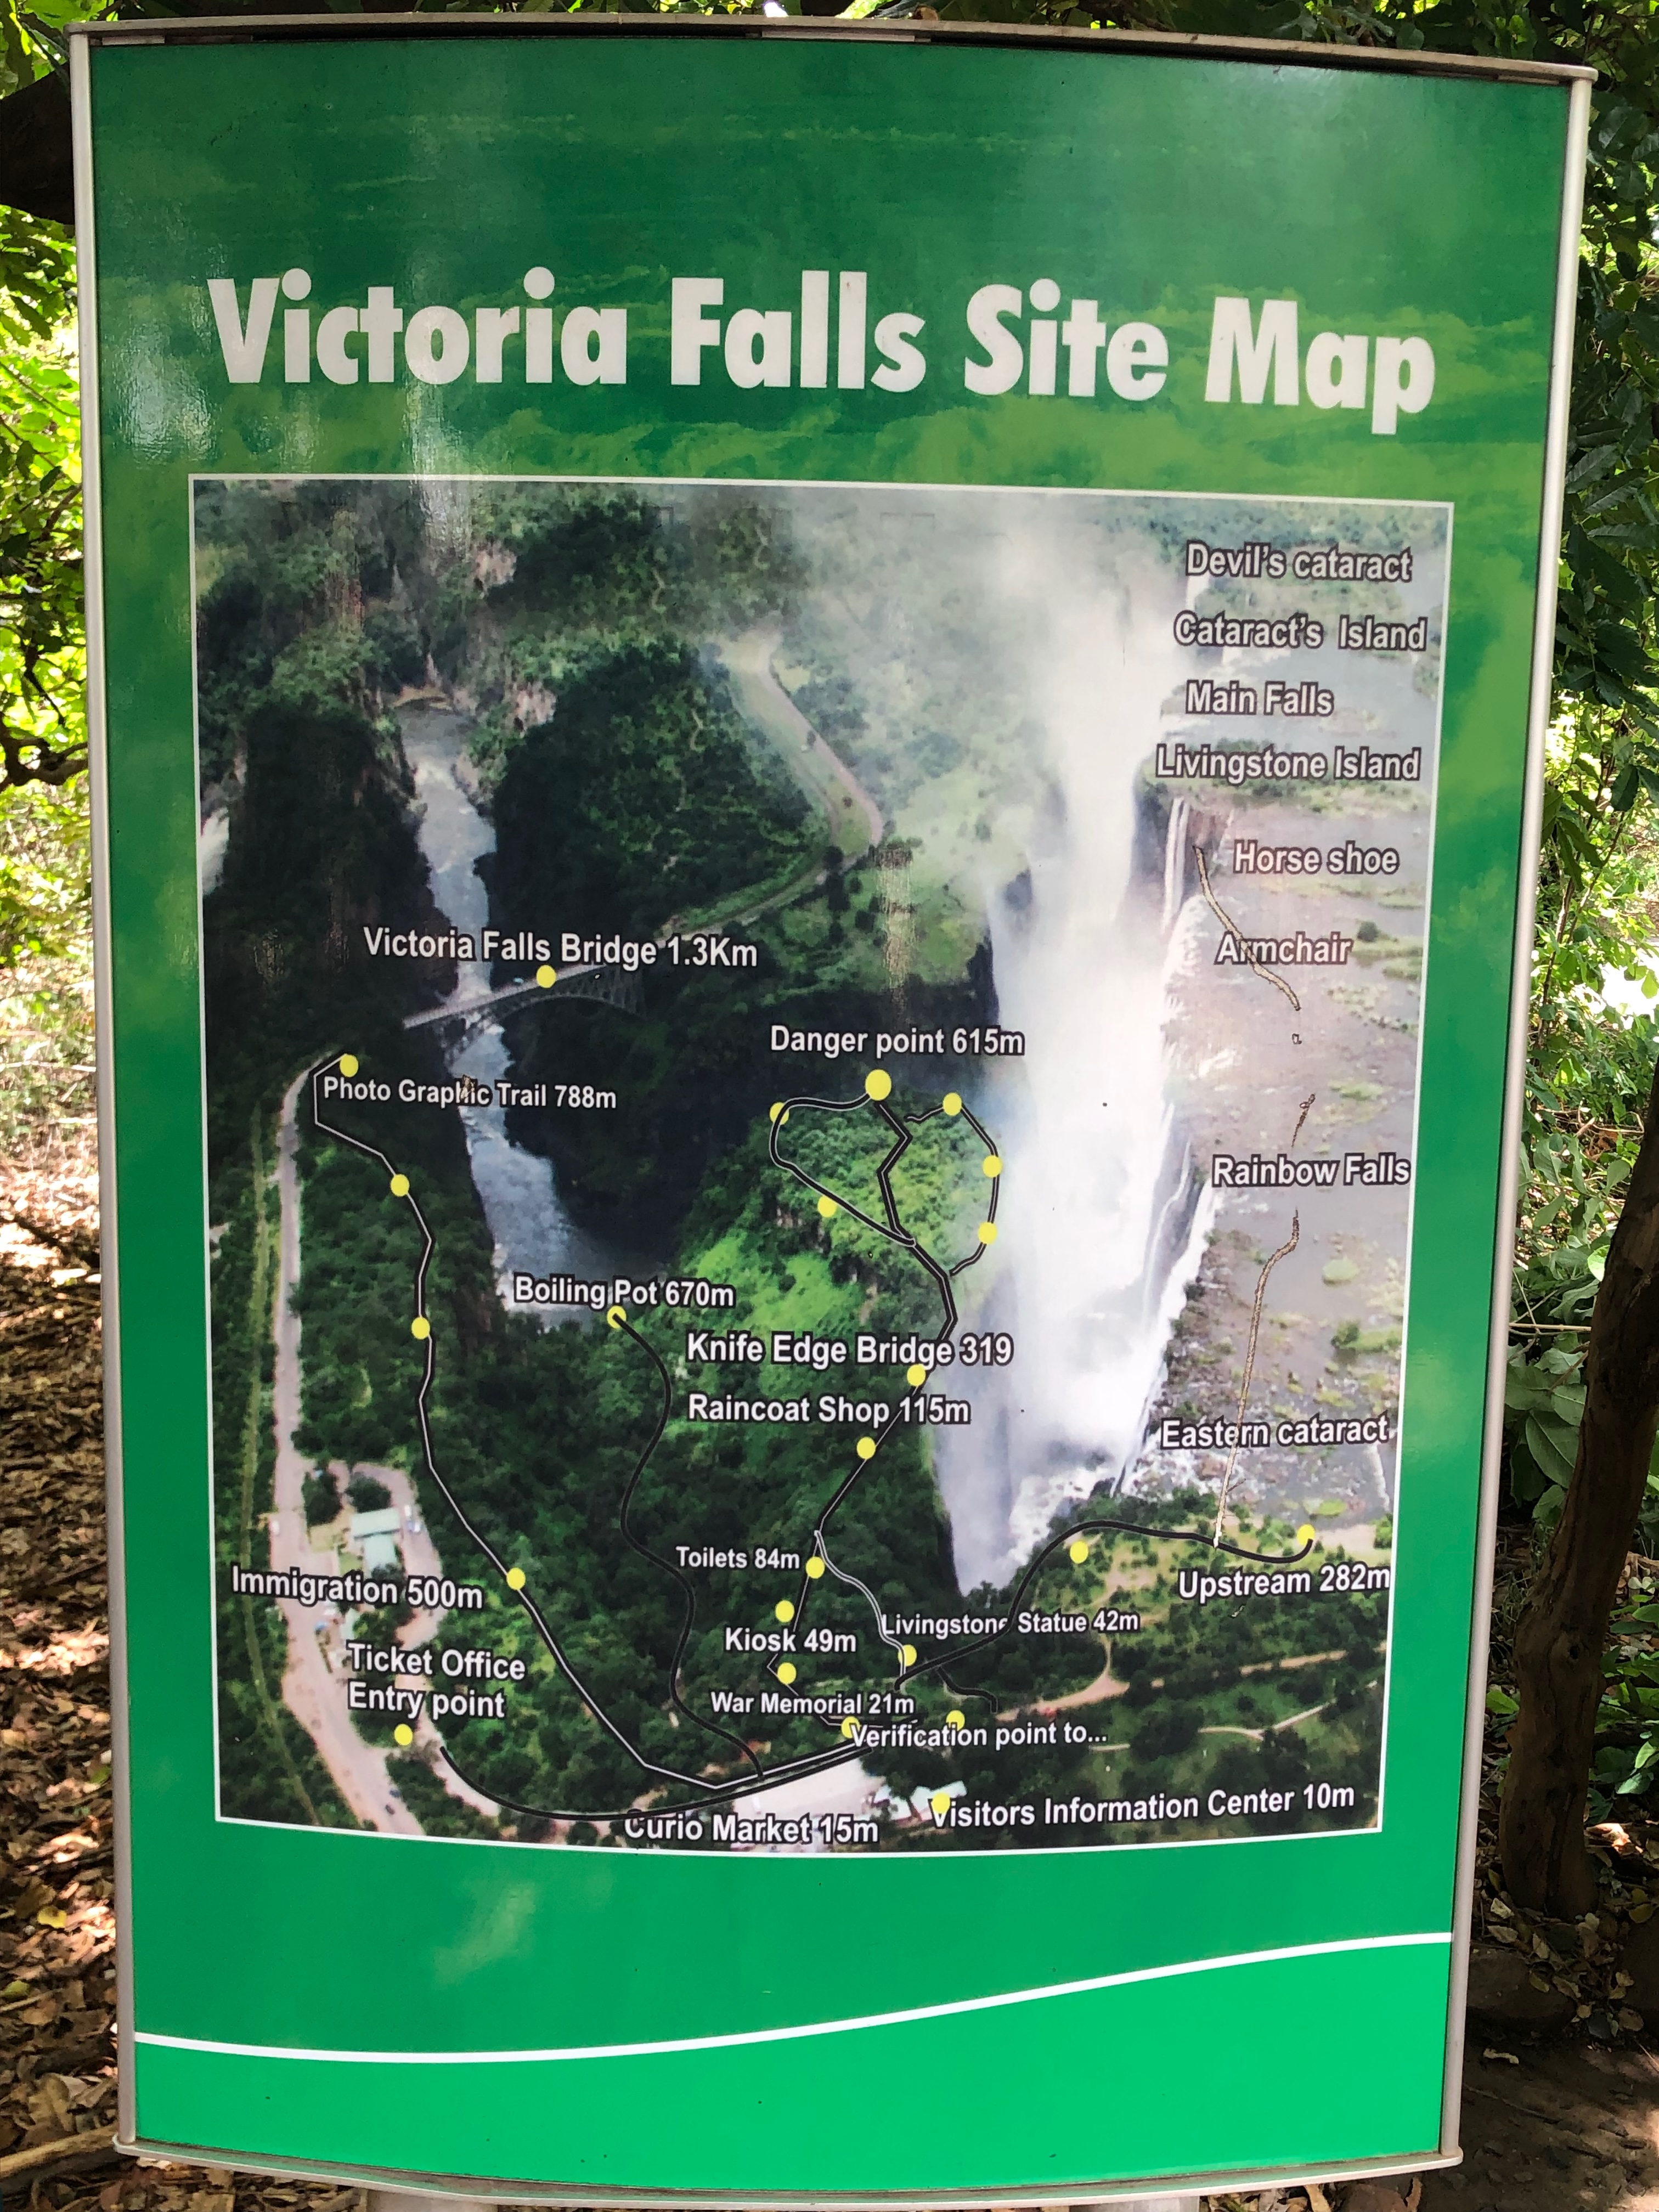 Victoria Falls Site Map
Devil's cataract
Cataract's Island
Main Falls
Livingstone Island
Horse shoe
Armchair
Victoria Falls Bridge 1.3Km
Danger point 615m
Photo Graphic Trail 788m
Rainbow Falls
Boiling Pot 670m
Knife Edge Bridge 319
Raincoat Shop 115m
Eastern cataract
Toilets 84m
Immigration 500m
Upstream 282m
Livingstone Statue 42m
Kiosk 49m
Ticket Office
Entry point
War Memorial 21m
Verification point to...
Visitors Information Center 10m
Curio Market 15m